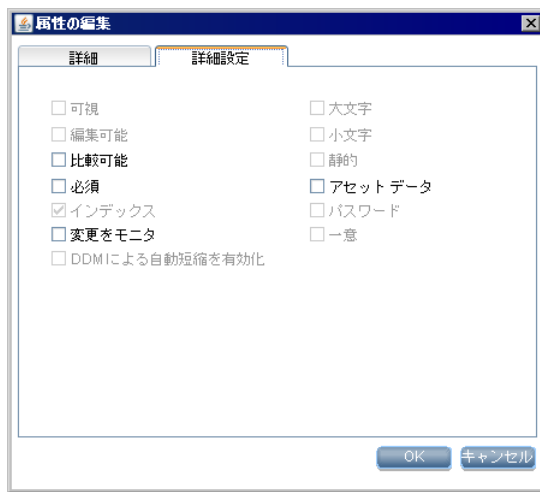 属性の編集
詳細
詳細設定
可視
大文字
編集可能
小文字
比較可能
静的
必須
アセット データ
インデックス
パスワード
変更をモニタ
一意
DDMによる自動短縮を有効化
OK
キャンセル